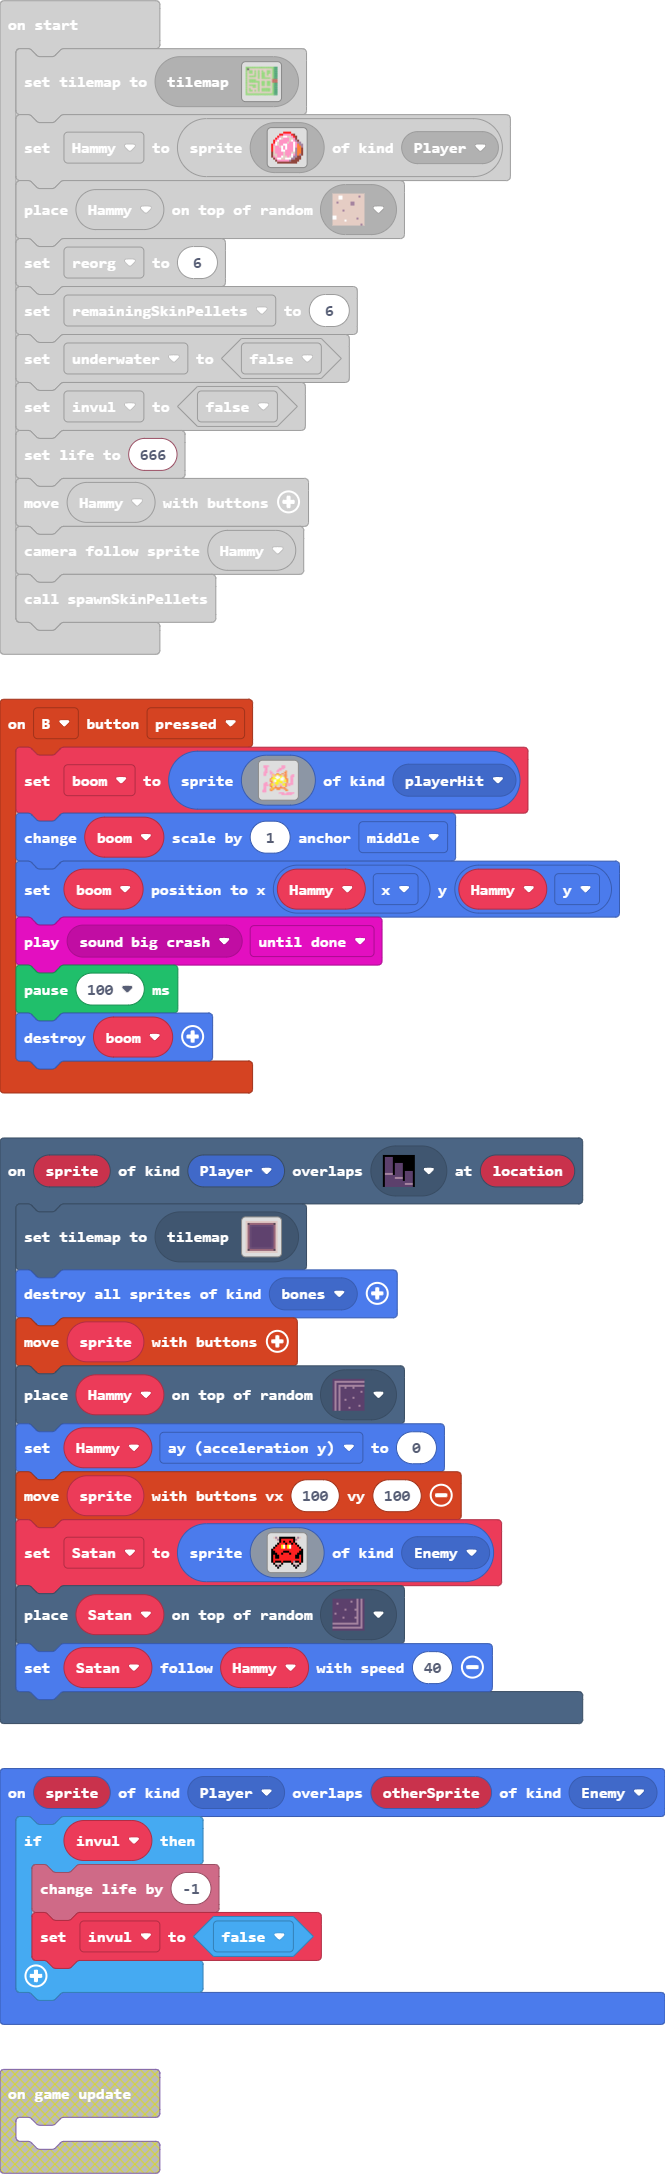 on start
set tilemap to tilemap
set Hammy to sprite of kind Player
place Hammy on top of random
set reorg to 6
set remainingSkinPellets to 6
set underwater to false
set invul to false
set life to 666
move Hammy with buttons
camera follow sprite Hammy
call spawnSkinPellets
on B button pressed
set boom to sprite of kind playerHit
change boom scale by 1 anchor middle
set boom position to x Hammy x y Hammy y
play sound big crash until done
pause 100 ms
destroy boom
on sprite of kind Player overlaps at location
set tilemap to tilemap
destroy all sprites of kind bones
move sprite with buttons
place Hammy on top of random
set Hammy ay (acceleration y) to 0
move sprite with buttons vx 100 vy 100
set Satan to sprite of kind Enemy
place Satan on top of random
set Satan follow Hammy with speed 40
on sprite of kind Player overlaps otherSprite of kind Enemy
if invul then
change life by -1
set invul to false
on game update